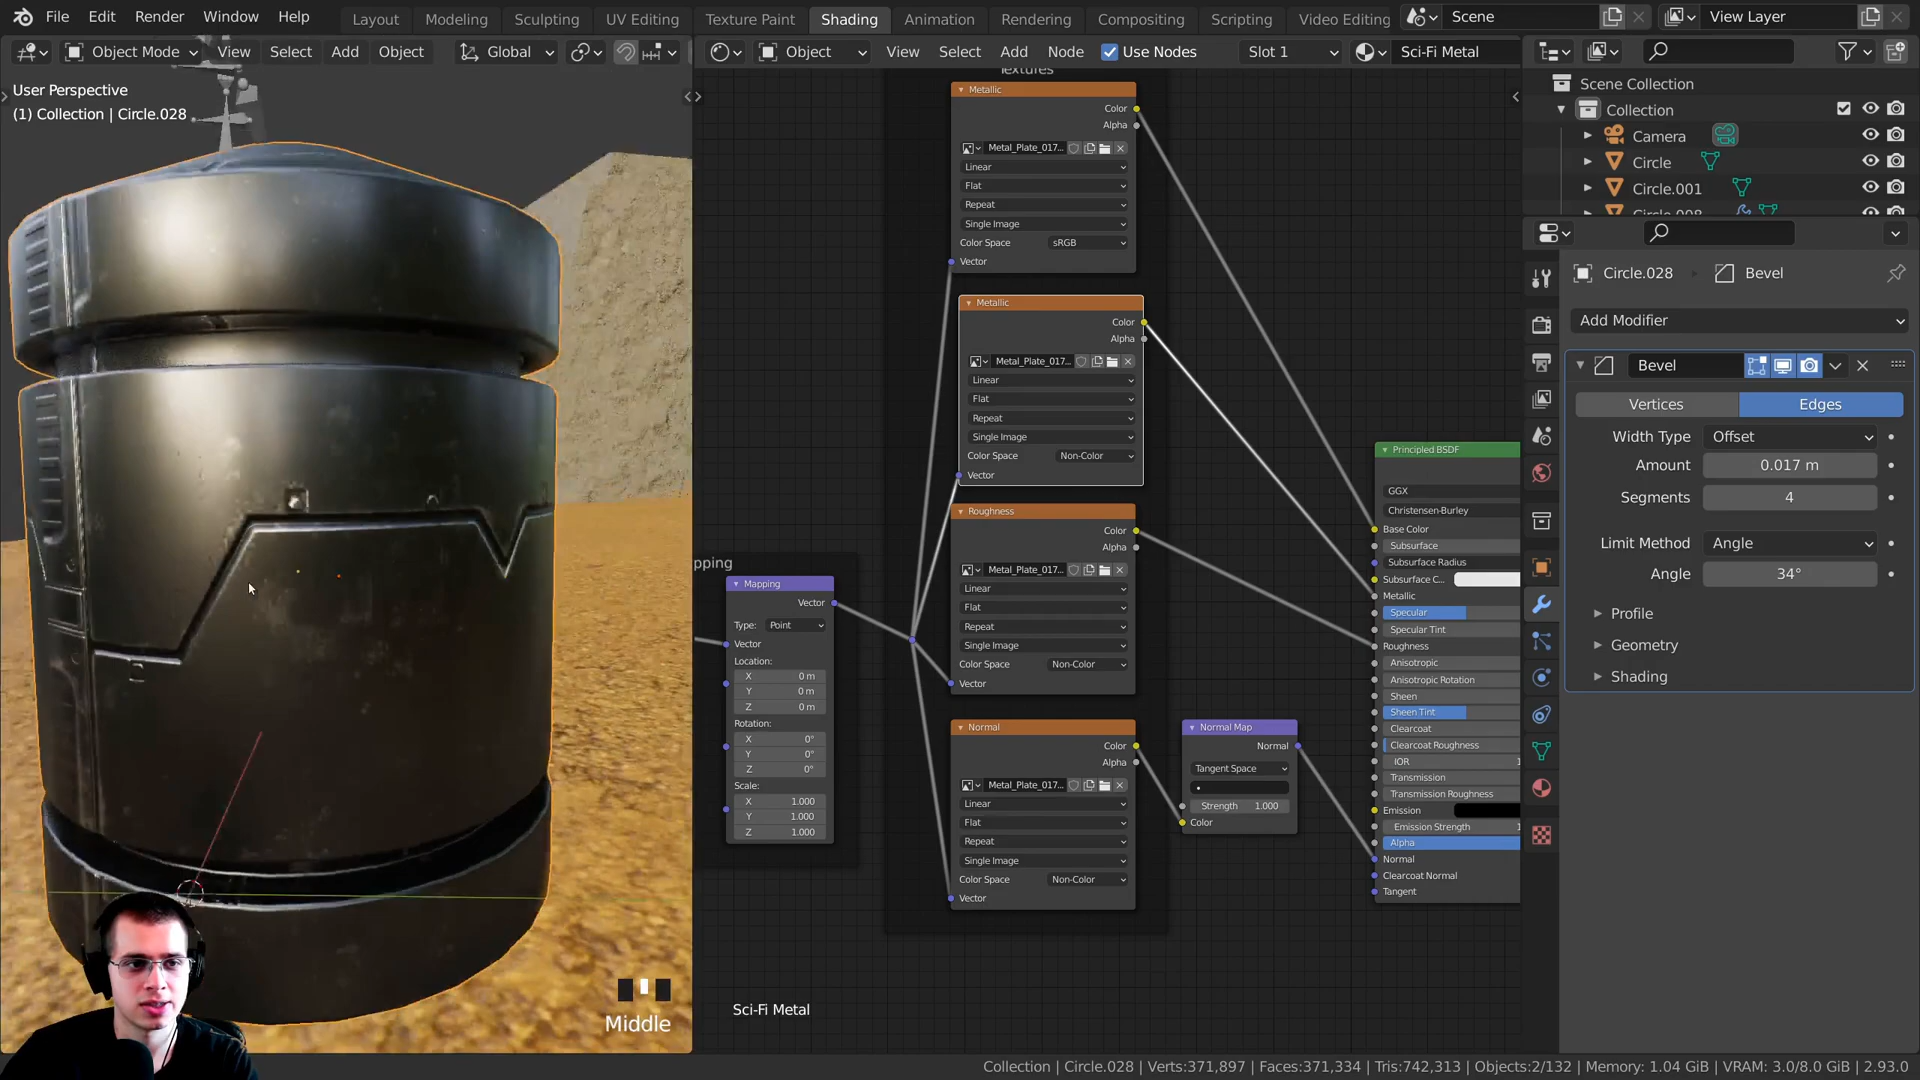 File Edit Render Window Help
Layout Modeling Sculpting UV Editing Texture Paint Shading Animation Rendering Compositing Scripting Video Editing
Scene
View Layer
Object Mode View Select Add Object Global
Object View Select Add Node Use Nodes Slot 1 Sci-Fi Metal
User Perspective
(1) Collection | Circle.028
Textures
Metallic
Color
Alpha
Metal_Plate_017...
Linear
Flat
Repeat
Single Image
Color Space sRGB
Vector
Metallic
Color
Alpha
Metal_Plate_017...
Linear
Flat
Repeat
Single Image
Color Space Non-Color
Vector
Roughness
Color
Alpha
Metal_Plate_017...
Linear
Flat
Repeat
Single Image
Color Space Non-Color
Vector
Normal
Color
Alpha
Metal_Plate_017...
Linear
Flat
Repeat
Single Image
Color Space Non-Color
Vector
pping
Mapping
Vector
Type: Point
Vector
Location:
X 0 m
Y 0 m
Z 0 m
Rotation:
X 0°
Y 0°
Z 0°
Scale:
X 1.000
Y 1.000
Z 1.000
Normal Map
Normal
Tangent Space
Strength 1.000
Color
Principled BSDF
GGX
Christensen-Burley
Base Color
Subsurface
Subsurface Radius
Subsurface C...
Metallic
Specular
Specular Tint
Roughness
Anisotropic
Anisotropic Rotation
Sheen
Sheen Tint
Clearcoat
Clearcoat Roughness
IOR 1
Transmission
Transmission Roughness
Emission
Emission Strength 1
Alpha
Normal
Clearcoat Normal
Tangent
Sci-Fi Metal
Middle
Scene Collection
Collection
Camera
Circle
Circle.001
Circle.008
Circle.028 Bevel
Add Modifier
Bevel
Vertices Edges
Width Type Offset
Amount 0.017 m
Segments 4
Limit Method Angle
Angle 34°
Profile
Geometry
Shading
Collection | Circle.028 | Verts:371,897 | Faces:371,334 | Tris:742,313 | Objects:2/132 | Memory: 1.04 GiB | VRAM: 3.0/8.0 GiB | 2.93.0